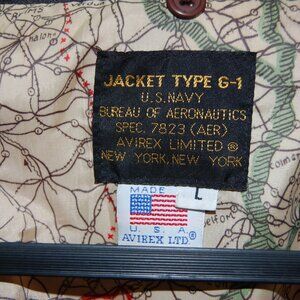 JACKET TYPE G-1
U.S. NAVY
BUREAU OF AERONAUTICS
SPEC. 7823 (AER)
AVIREX LIMITED ®
NEW YORK, NEW YORK
MADE
L
U.S.A
AVIREX LTD®